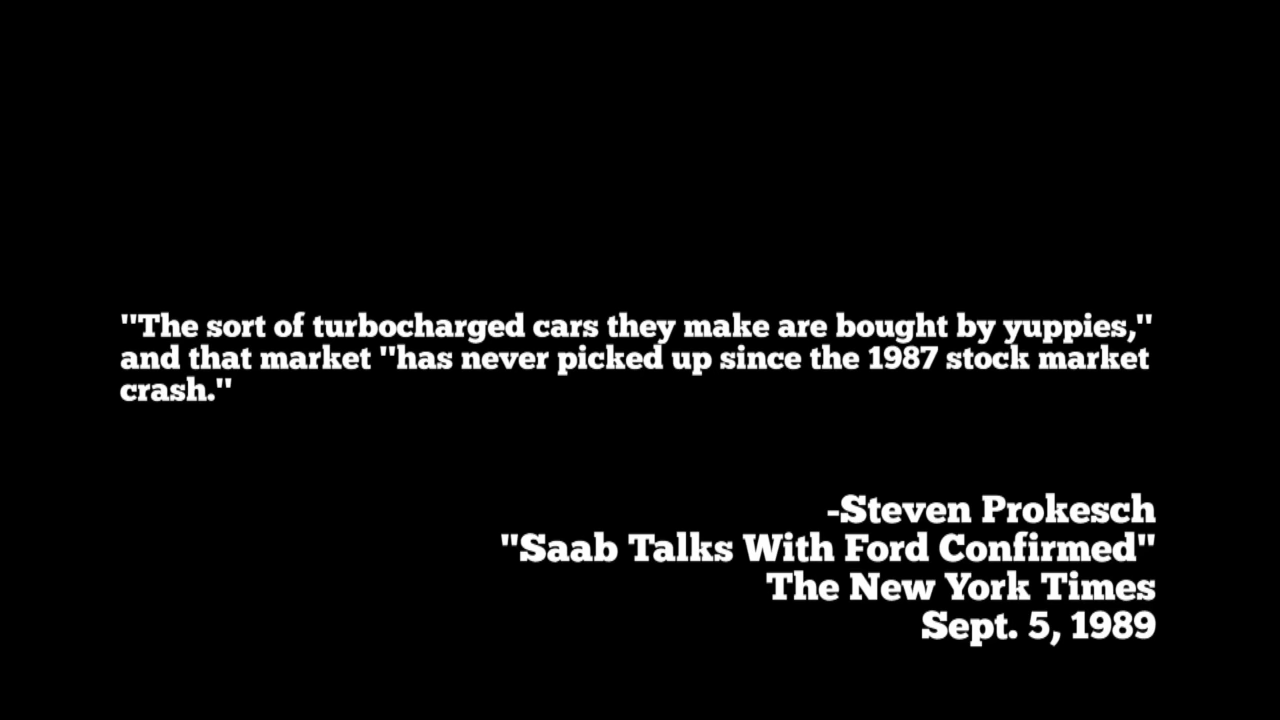 "The sort of turbocharged cars they make are bought by yuppies,"
and that market "has never picked up since the 1987 stock market
crash."
-Steven Prokesch
"Saab Talks With Ford Confirmed"
The New York Times
Sept. 5, 1989